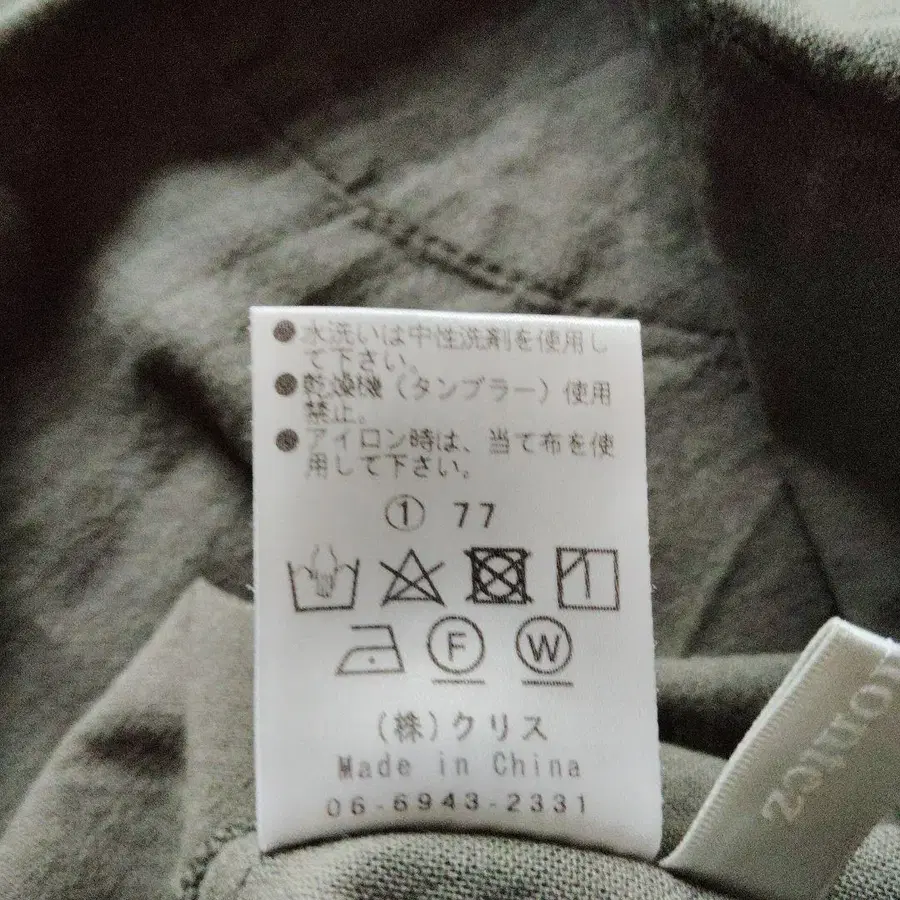 ●水洗いは中性洗剤を使用し
て下さい。
●乾燥機（タンブラー）使用
禁止。
●アイロン時は、当て布を使
用して下さい。
① 77
F W
(株)クリス
Made in China
06-6943-2331